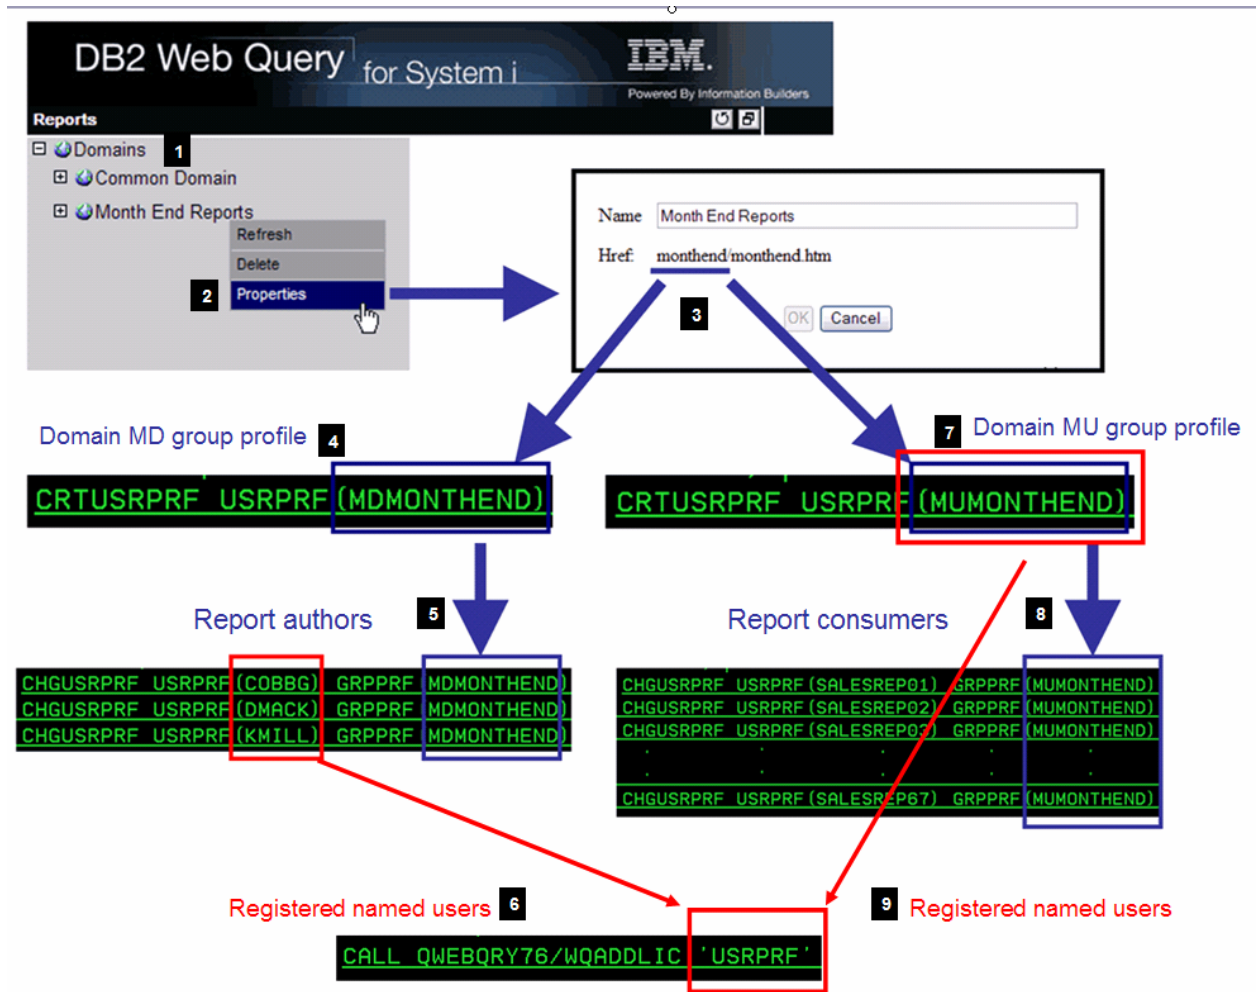 DB2 Web Query for System i
IBM.
Powered By Information Builders
Reports
Domains 1
Common Domain
Month End Reports
Refresh
Delete
2 Properties
Name Month End Reports
Href: monthend/monthend.htm
3
OK Cancel
Domain MD group profile 4
7 Domain MU group profile
CRTUSRPRF USRPRF(MDMONTHEND)
CRTUSRPRF USRPRF(MUMONTHEND)
Report authors 5
Report consumers 8
CHGUSRPRF USRPRF(COBBG) GRPPRF(MDMONTHEND)
CHGUSRPRF USRPRF(DMACK) GRPPRF(MDMONTHEND)
CHGUSRPRF USRPRF(KMILL) GRPPRF(MDMONTHEND)
CHGUSRPRF USRPRF(SALESREP01) GRPPRF(MUMONTHEND)
CHGUSRPRF USRPRF(SALESREP02) GRPPRF(MUMONTHEND)
CHGUSRPRF USRPRF(SALESREP03) GRPPRF(MUMONTHEND)
. . . . .
. . . . .
CHGUSRPRF USRPRF(SALESREP67) GRPPRF(MUMONTHEND)
Registered named users 6
9 Registered named users
CALL QWEBQRY76/WQADDLIC 'USRPRF'